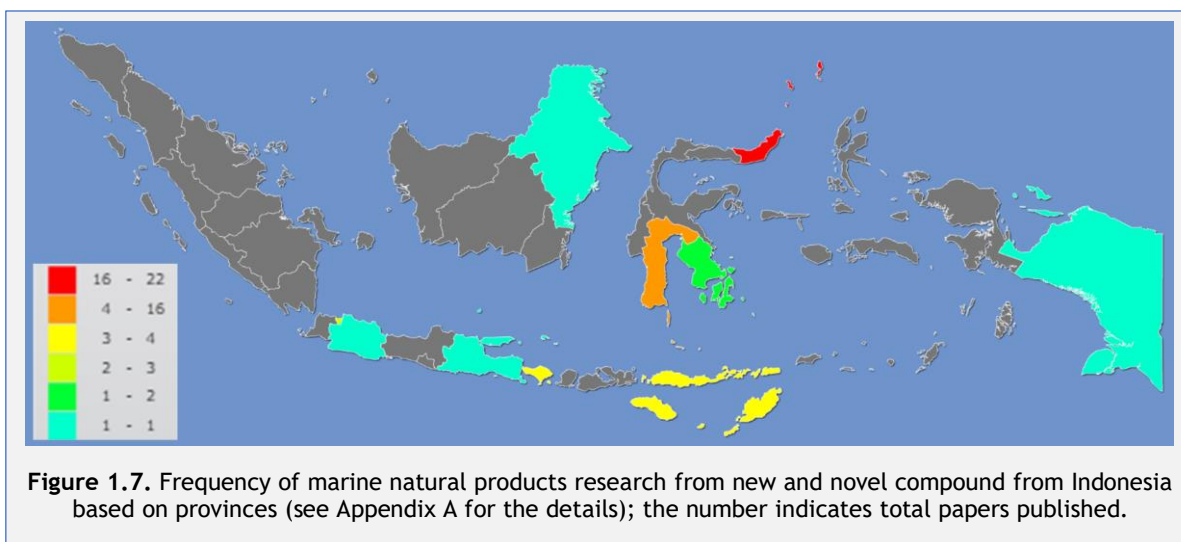 16 - 22
4 - 16
3 - 4
2 - 3
1 - 2
1 - 1
Figure 1.7. Frequency of marine natural products research from new and novel compound from Indonesia
based on provinces (see Appendix A for the details); the number indicates total papers published.